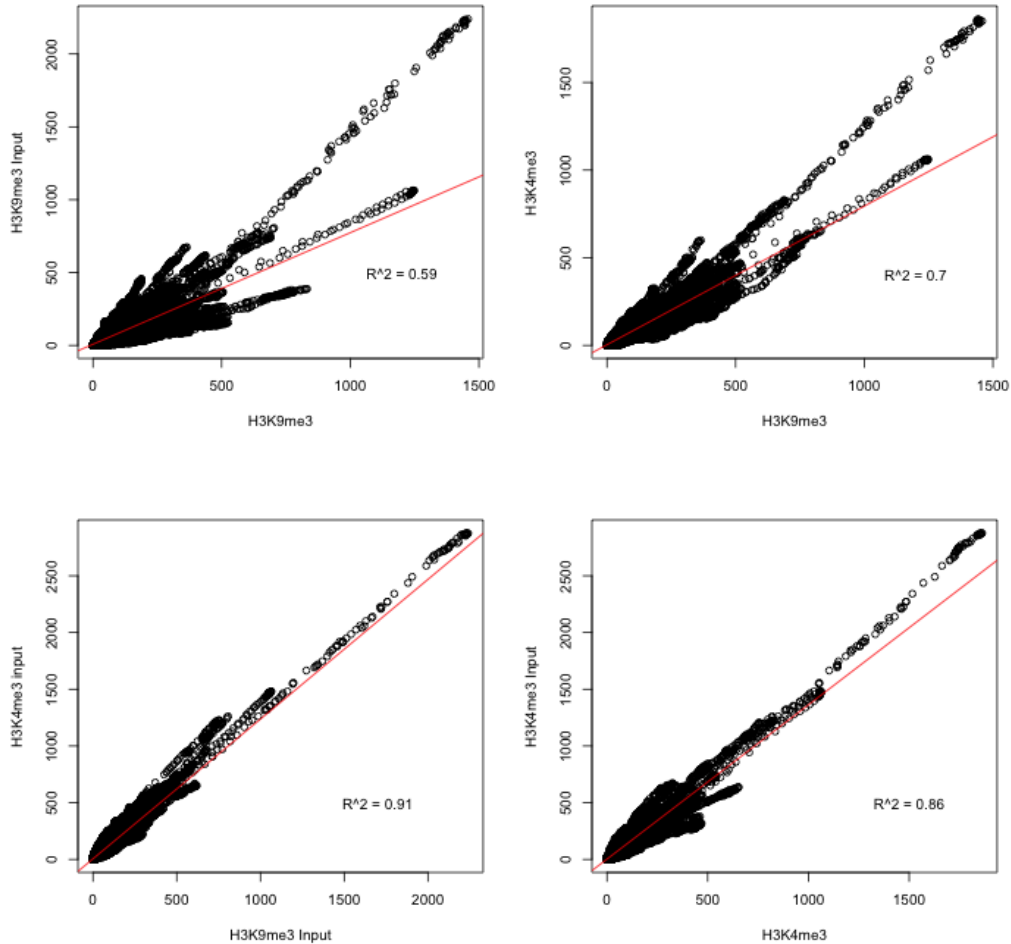 H3K9me3 Input
0 500 1000 1500 2000
R^2 = 0.59
0 500 1000 1500
H3K9me3
H3K4me3
0 500 1000 1500
R^2 = 0.7
0 500 1000 1500
H3K9me3
H3K4me3 input
0 500 1000 1500 2000 2500
R^2 = 0.91
0 500 1000 1500 2000
H3K9me3 Input
H3K4me3 Input
0 500 1000 1500 2000 2500
R^2 = 0.86
0 500 1000 1500
H3K4me3